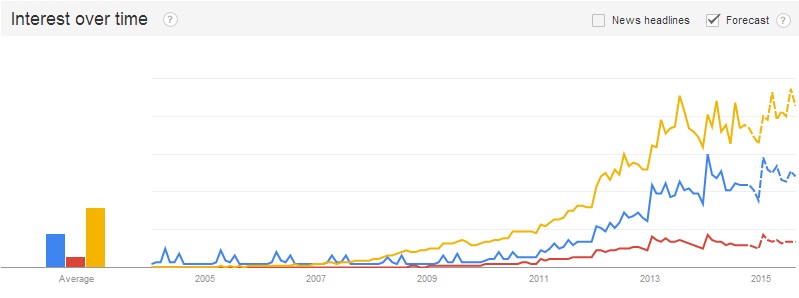 Interest over time ?
News headlines Forecast ?
Average 2005 2007 2009 2011 2013 2015